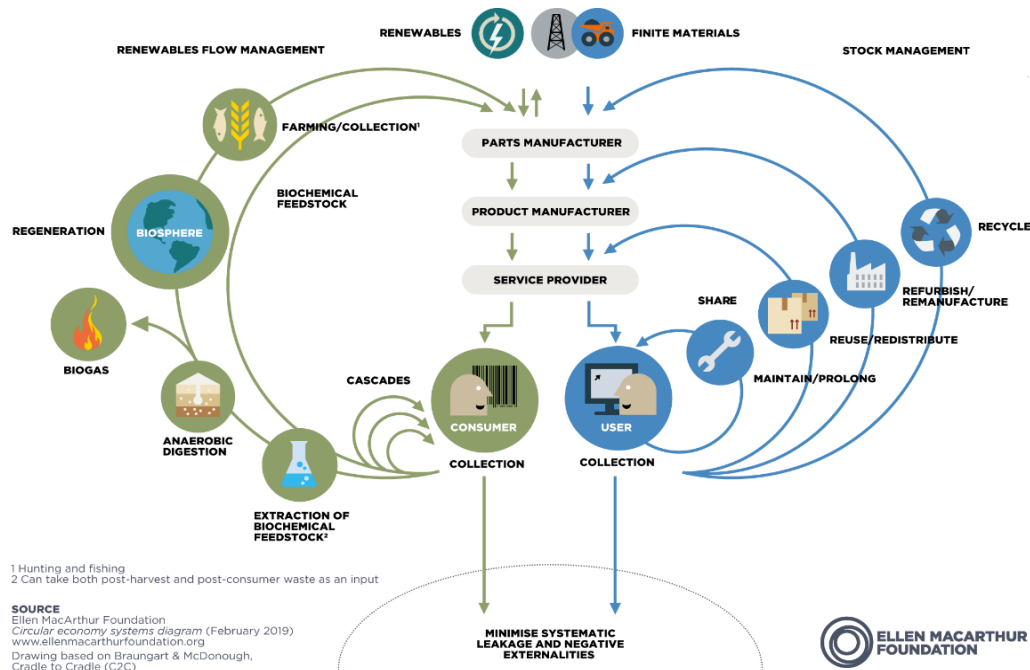 RENEWABLES
FINITE MATERIALS
RENEWABLES FLOW MANAGEMENT
STOCK MANAGEMENT
FARMING/COLLECTION¹
PARTS MANUFACTURER
BIOCHEMICAL
FEEDSTOCK
PRODUCT MANUFACTURER
REGENERATION
BIOSPHERE
RECYCLE
SERVICE PROVIDER
REFURBISH/
REMANUFACTURE
SHARE
REUSE/REDISTRIBUTE
BIOGAS
CASCADES
MAINTAIN/PROLONG
CONSUMER
USER
ANAEROBIC
DIGESTION
COLLECTION
COLLECTION
EXTRACTION OF
BIOCHEMICAL
FEEDSTOCK²
1 Hunting and fishing
2 Can take both post-harvest and post-consumer waste as an input
SOURCE
Ellen MacArthur Foundation
Circular economy systems diagram (February 2019)
www.ellenmacarthurfoundation.org
Drawing based on Braungart & McDonough,
Cradle to Cradle (C2C)
MINIMISE SYSTEMATIC
LEAKAGE AND NEGATIVE
EXTERNALITIES
ELLEN MACARTHUR
FOUNDATION